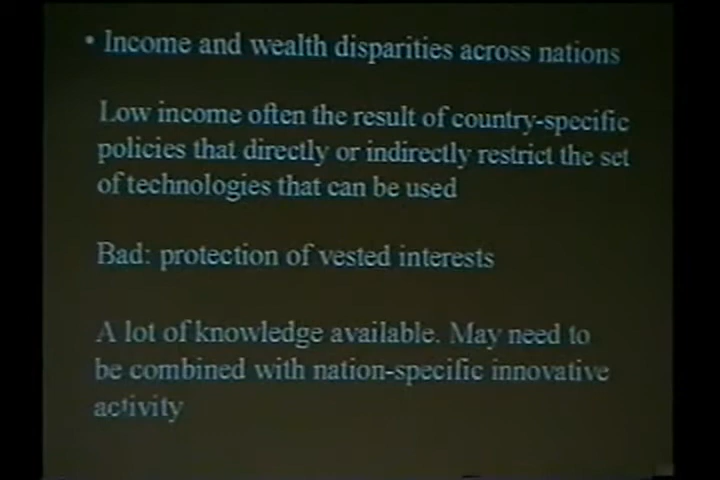 • Income and wealth disparities across nations
Low income often the result of country-specific
policies that directly or indirectly restrict the set
of technologies that can be used
Bad: protection of vested interests
A lot of knowledge available. May need to
be combined with nation-specific innovative
activity